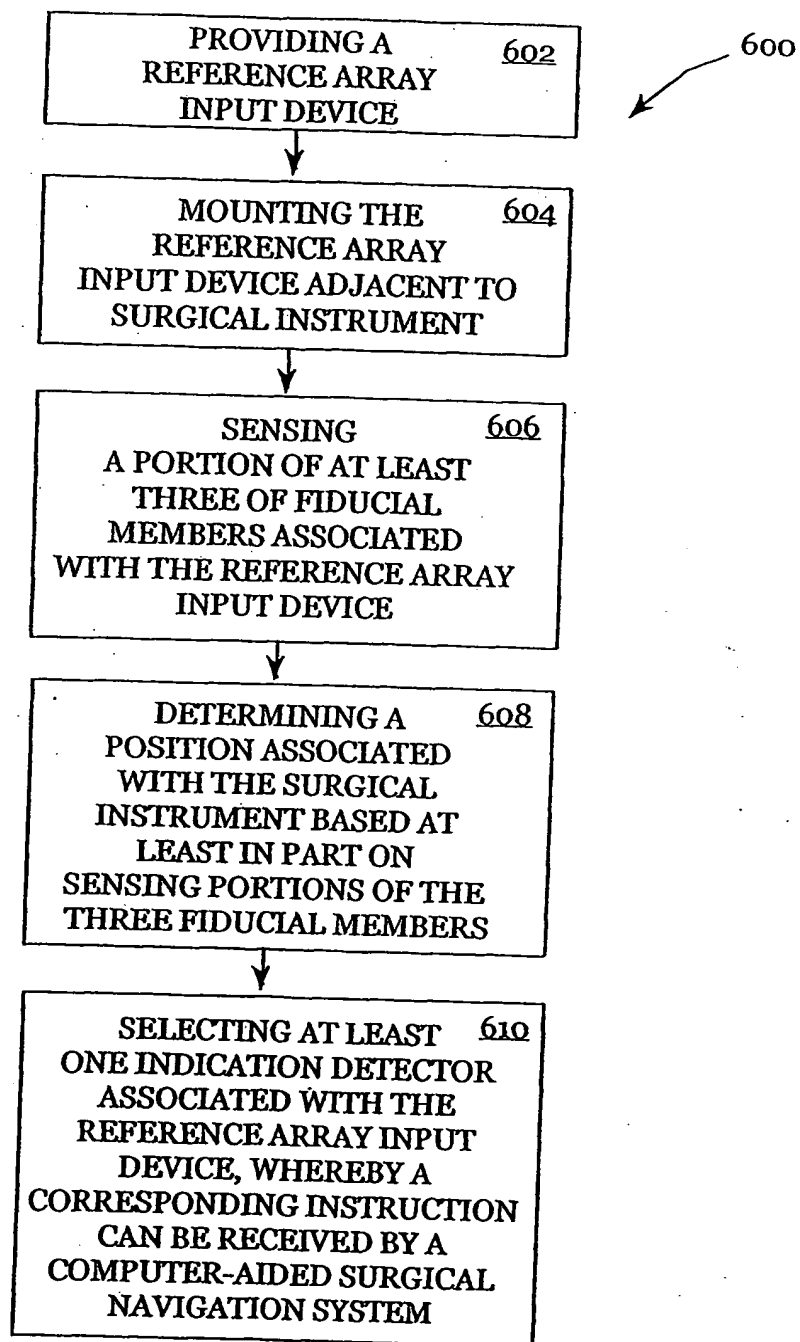 PROVIDING A 602
REFERENCE ARRAY
INPUT DEVICE
600
MOUNTING THE 604
REFERENCE ARRAY
INPUT DEVICE ADJACENT TO
SURGICAL INSTRUMENT
SENSING 606
A PORTION OF AT LEAST
THREE OF FIDUCIAL
MEMBERS ASSOCIATED
WITH THE REFERENCE ARRAY
INPUT DEVICE
DETERMINING A 608
POSITION ASSOCIATED
WITH THE SURGICAL
INSTRUMENT BASED AT
LEAST IN PART ON
SENSING PORTIONS OF THE
THREE FIDUCIAL MEMBERS
SELECTING AT LEAST 610
ONE INDICATION DETECTOR
ASSOCIATED WITH THE
REFERENCE ARRAY INPUT
DEVICE, WHEREBY A
CORRESPONDING INSTRUCTION
CAN BE RECEIVED BY A
COMPUTER-AIDED SURGICAL
NAVIGATION SYSTEM